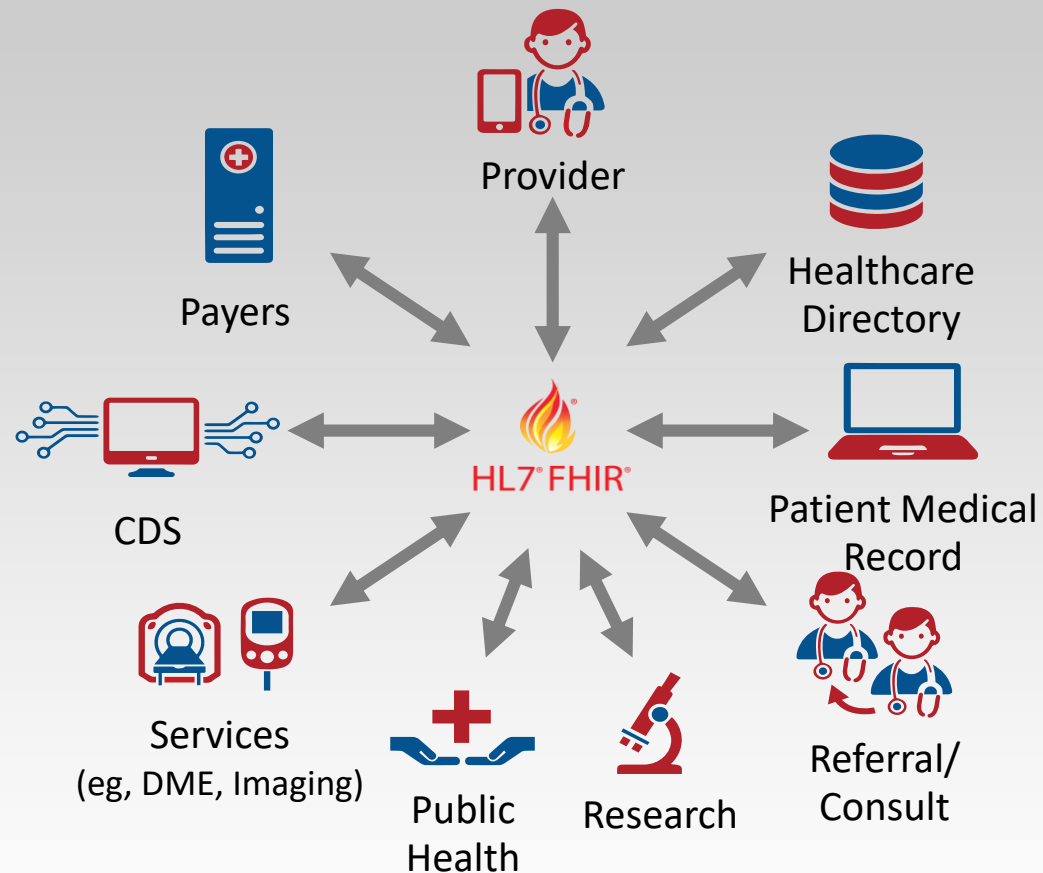 Provider
Payers
Healthcare
Directory
HL7® FHIR®
CDS
Patient Medical
Record
Services
(eg, DME, Imaging)
Public
Health
Research
Referral/
Consult